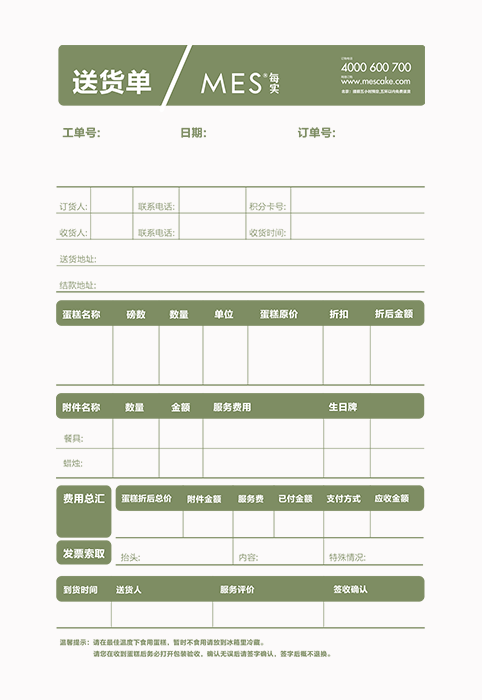 送货单
MES®每实
订购热线
4000 600 700
www.mescake.com
工单号: 日期: 订单号:
订货人: 联系电话: 积分卡号:
收货人: 联系电话: 收货时间:
送货地址:
结款地址:
蛋糕名称 磅数 数量 单位 蛋糕原价 折扣 折后金额
附件名称 数量 金额 服务费用 生日牌
餐具:
蜡烛:
费用总汇 蛋糕折后总价 附件金额 服务费 已付金额 支付方式 应收金额
发票索取 抬头: 内容: 特殊情况:
到货时间 送货人 服务评价 签收确认
温馨提示: 请在最佳温度下食用蛋糕，暂时不食用请放到冰箱里冷藏。
请您在收到蛋糕后务必打开包装验收，确认无误后请签字确认，签字后概不退换。